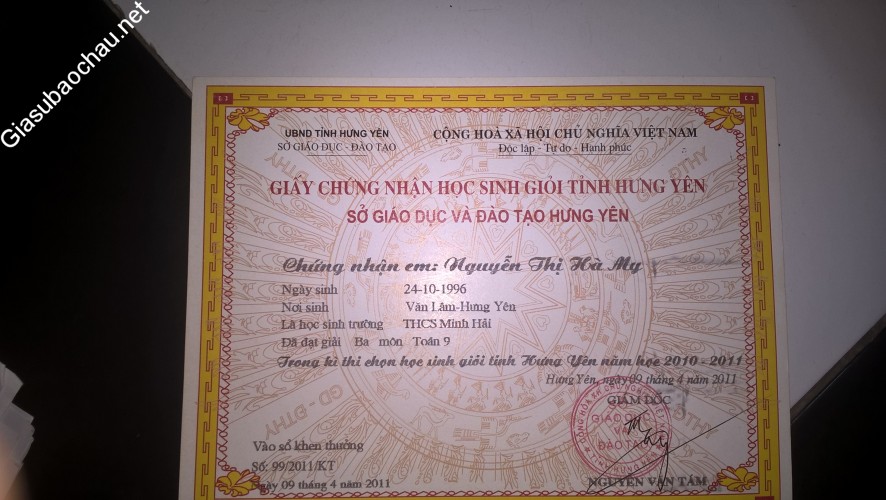 Giasubaochau.net
UBND TỈNH HƯNG YÊN
SỞ GIÁO DỤC - ĐÀO TẠO
CỘNG HOÀ XÃ HỘI CHỦ NGHĨA VIỆT NAM
Độc lập - Tự do - Hạnh phúc
GIẤY CHỨNG NHẬN HỌC SINH GIỎI TỈNH HƯNG YÊN
SỞ GIÁO DỤC VÀ ĐÀO TẠO HƯNG YÊN
Chứng nhận em: Nguyễn Thị Hà My
Ngày sinh 24-10-1996
Nơi sinh Văn Lâm-Hưng Yên
Là học sinh trường THCS Minh Hải
Đã đạt giải Ba môn Toán 9
Trong kì thi chọn học sinh giỏi tỉnh Hưng Yên năm học 2010 - 2011
Hưng Yên, ngày 09 tháng 4 năm 2011
GIÁM ĐỐC
GIÁO DỤC
VÀ
ĐÀO TẠO
Vào sổ khen thưởng
Số: 99/2011/KT
Ngày 09 tháng 4 năm 2011
NGUYỄN VĂN TÂM